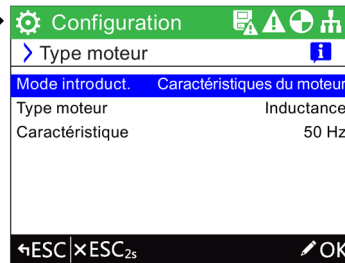 Configuration
Type moteur
Mode introduct. Caractéristiques du moteur
Type moteur Inductance
Caractéristique 50 Hz
ESC ESC2s OK